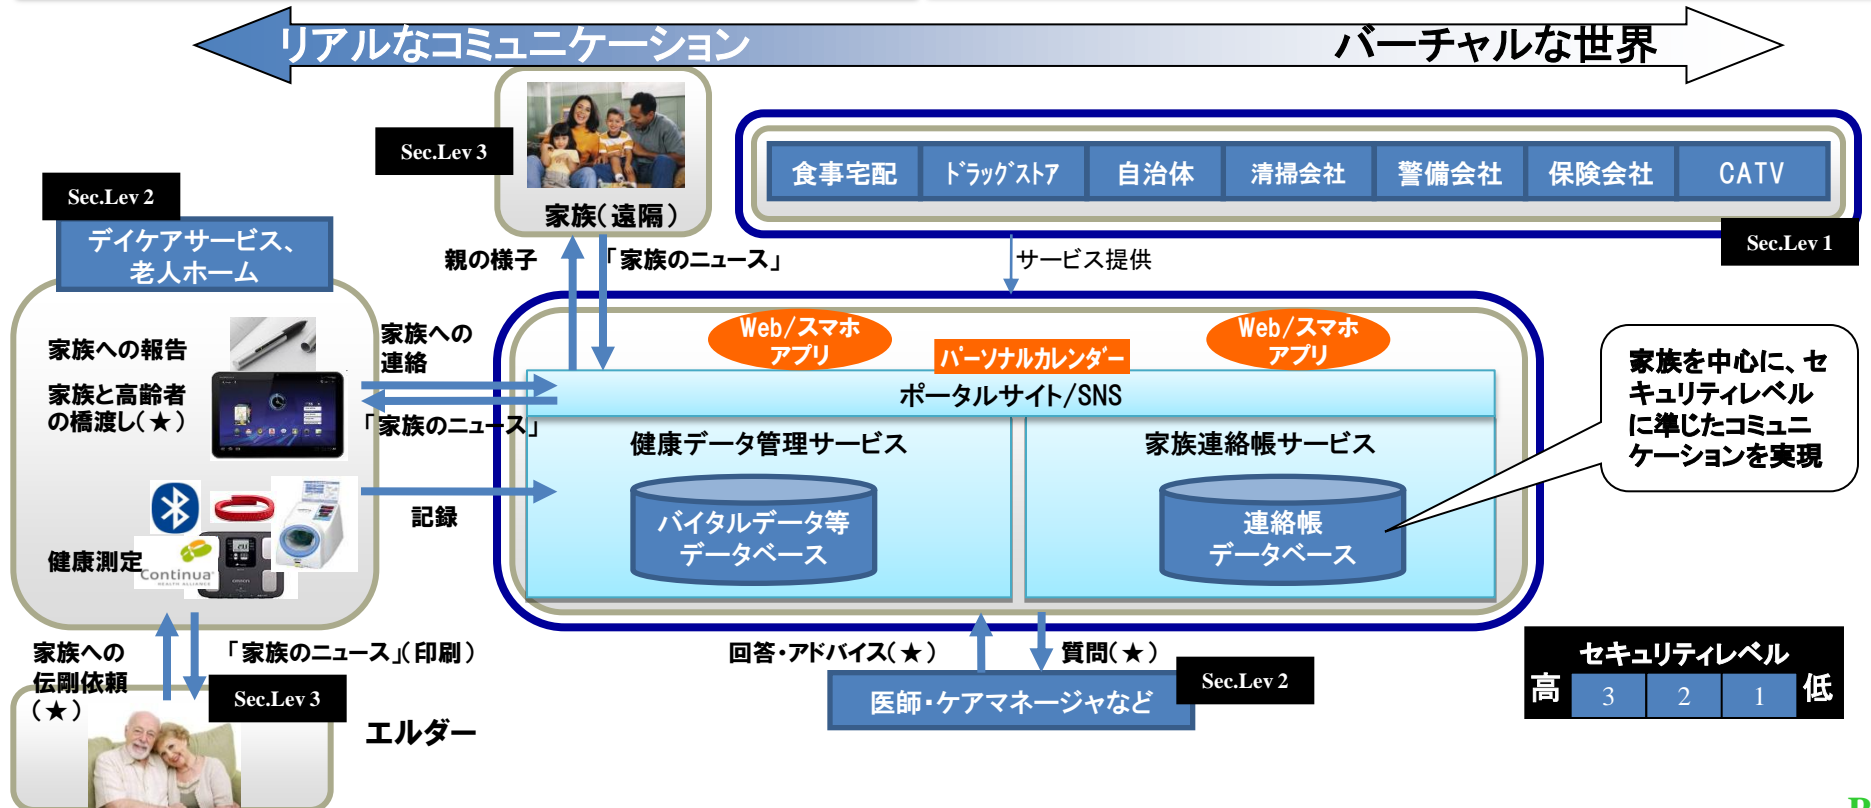 リアルなコミュニケーション
バーチャルな世界
Sec.Lev 3
家族(遠隔)
食事宅配
ﾄﾞﾗｯｸﾞｽﾄｱ
自治体
清掃会社
警備会社
保険会社
CATV
Sec.Lev 1
Sec.Lev 2
デイケアサービス、
老人ホーム
親の様子
「家族のニュース」
サービス提供
家族への報告
家族と高齢者
の橋渡し(★)
健康測定
Continua
HEALTH ALLIANCE
家族への
連絡
「家族のニュース」
記録
Web/スマホ
アプリ
ﾊﾟｰソナルカレンダー
Web/スマホ
アプリ
ポータルサイト/SNS
健康データ管理サービス
家族連絡帳サービス
バイタルデータ等
データベース
連絡帳
データベース
家族を中心に、セ
キュリティレベル
に準じたコミュニ
ケーションを実現
家族への
伝剛依頼
(★)
「家族のニュース」(印刷)
Sec.Lev 3
エルダー
回答・アドバイス(★)
質問(★)
Sec.Lev 2
医師・ケアマネージャなど
セキュリティレベル
高 3 2 1 低